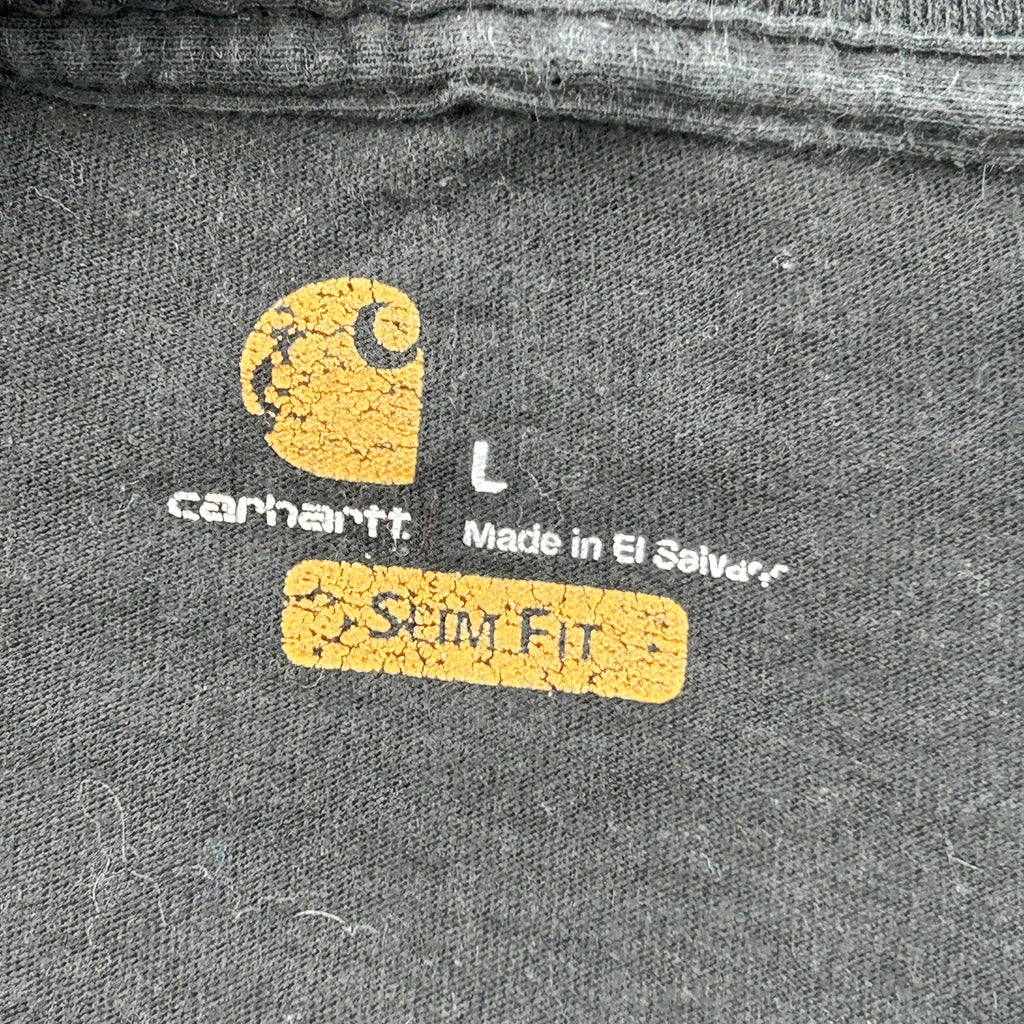 L
carhartt
Made in El Salvador
SLIM FIT